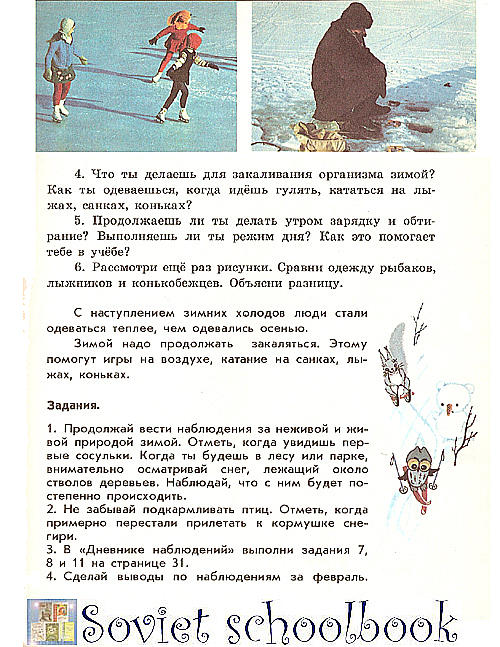 4. Что ты делаешь для закаливания организма зимой?
Как ты одеваешься, когда идёшь гулять, кататься на лы-
жах, санках, коньках?
5. Продолжаешь ли ты делать утром зарядку и обти-
рание? Выполняешь ли ты режим дня? Как это помогает
тебе в учёбе?
6. Рассмотри ещё раз рисунки. Сравни одежду рыбаков,
лыжников и конькобежцев. Объясни разницу.
С наступлением зимних холодов люди стали
одеваться теплее, чем одевались осенью.
Зимой надо продолжать закаляться. Этому
помогут игры на воздухе, катание на санках, лы-
жах, коньках.
Задания.
1. Продолжай вести наблюдения за неживой и жи-
вой природой зимой. Отметь, когда увидишь пер-
вые сосульки. Когда ты будешь в лесу или парке,
внимательно осматривай снег, лежащий около
стволов деревьев. Наблюдай, что с ним будет по-
степенно происходить.
2. Не забывай подкармливать птиц. Отметь, когда
примерно перестали прилетать к кормушке сне-
гири.
3. В «Дневнике наблюдений» выполни задания 7,
8 и 11 на странице 31.
4. Сделай выводы по наблюдениям за февраль.
Soviet schoolbook